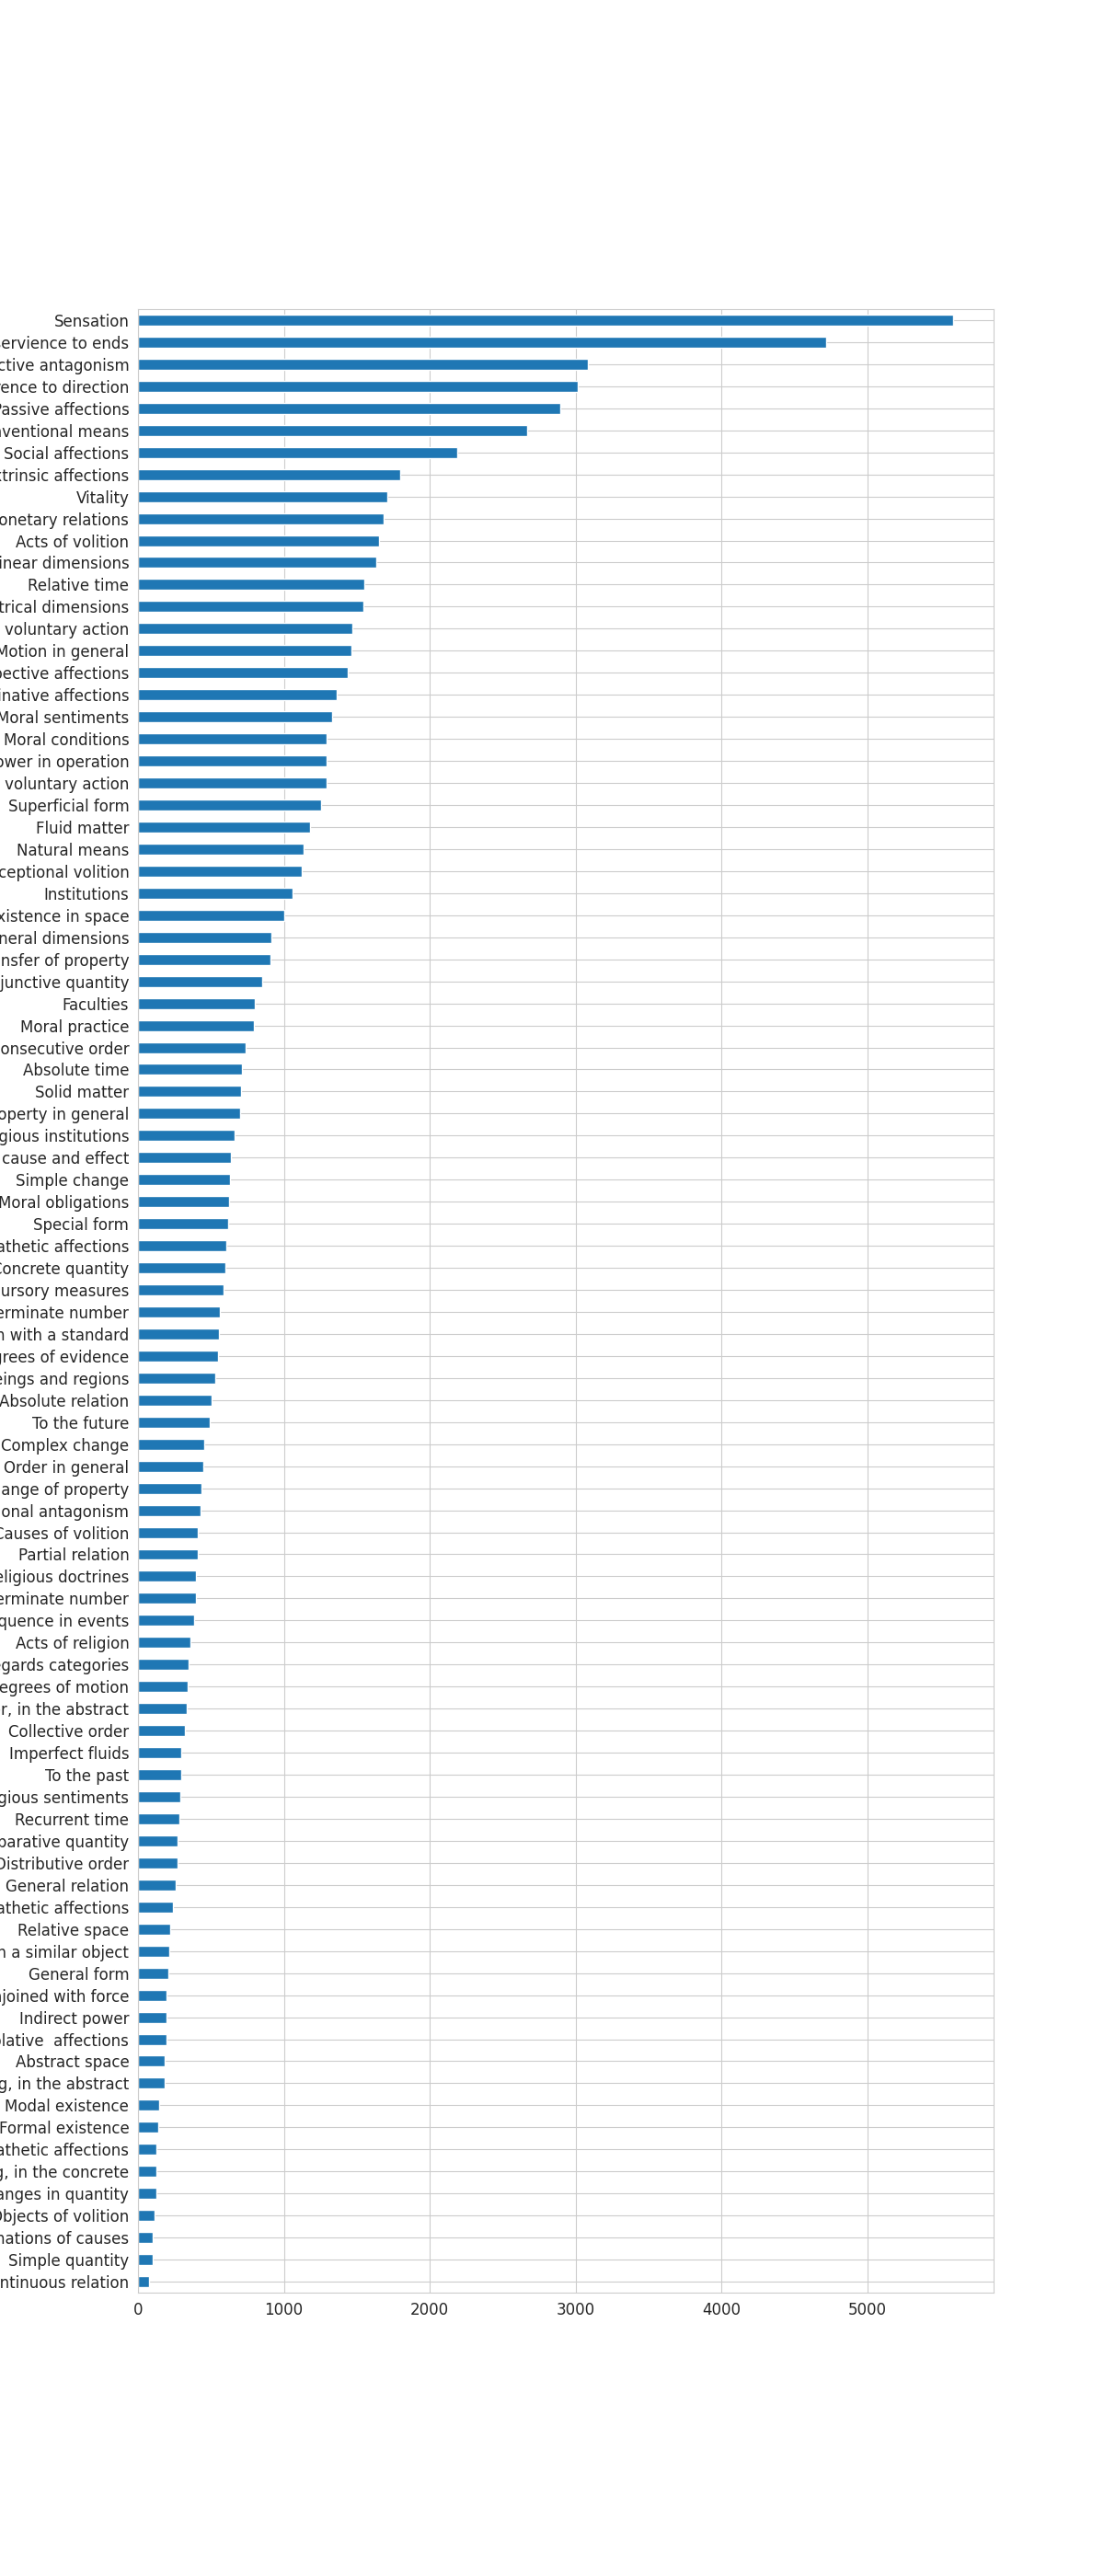 Sensation
servience to ends
ctive antagonism
ence to direction
Passive affections
ventional means
Social affections
xtrinsic affections
Vitality
onetary relations
Acts of volition
inear dimensions
Relative time
trical dimensions
voluntary action
Motion in general
pective affections
inative affections
Moral sentiments
Moral conditions
ower in operation
voluntary action
Superficial form
Fluid matter
Natural means
ceptional volition
Institutions
xistence in space
neral dimensions
nsfer of property
junctive quantity
Faculties
Moral practice
onsecutive order
Absolute time
Solid matter
operty in general
gious institutions
cause and effect
Simple change
Moral obligations
Special form
athetic affections
Concrete quantity
ursory measures
erminate number
n with a standard
grees of evidence
eings and regions
Absolute relation
To the future
Complex change
Order in general
ange of property
onal antagonism
Causes of volition
Partial relation
eligious doctrines
erminate number
quence in events
Acts of religion
egards categories
egrees of motion
r, in the abstract
Collective order
Imperfect fluids
To the past
gious sentiments
Recurrent time
parative quantity
Distributive order
General relation
athetic affections
Relative space
n a similar object
General form
njoined with force
Indirect power
lative  affections
Abstract space
g, in the abstract
Modal existence
Formal existence
athetic affections
g, in the concrete
anges in quantity
Objects of volition
nations of causes
Simple quantity
ntinuous relation
0 1000 2000 3000 4000 5000